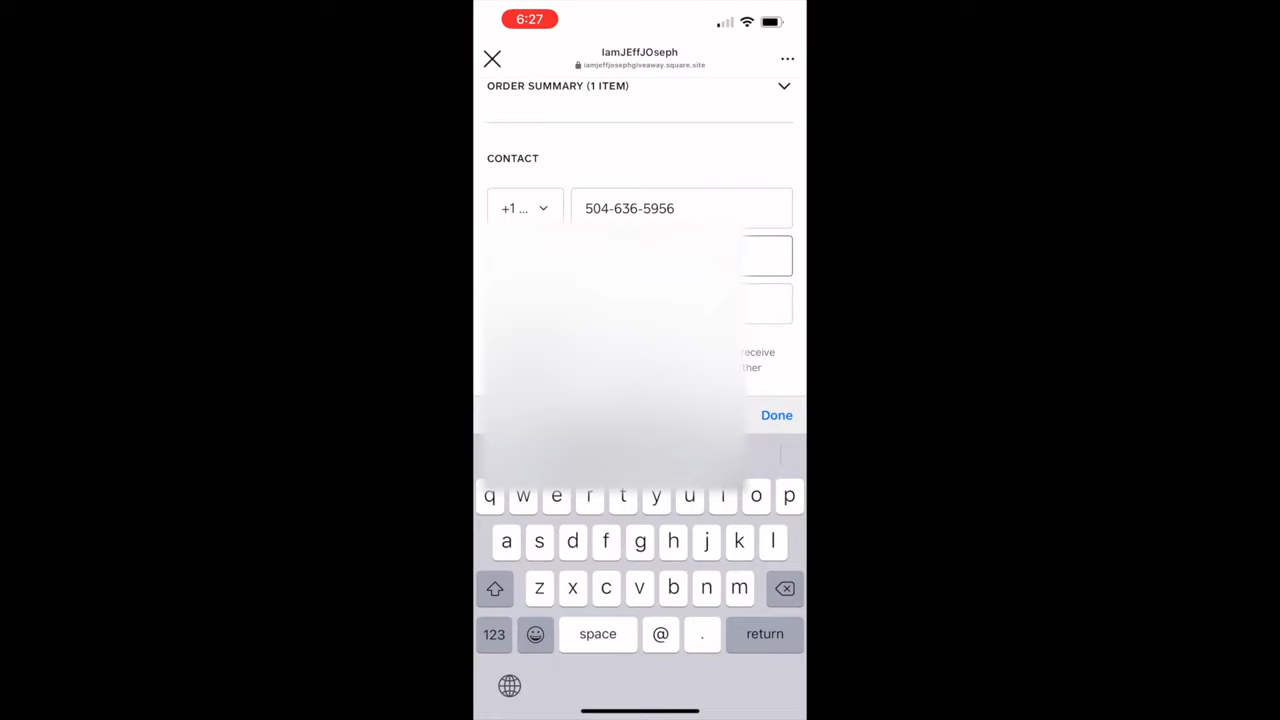 6:27
IamJEffJOseph
iamjeffjosephgiveaway.square.site
ORDER SUMMARY (1 ITEM)
CONTACT
+1 ...
504-636-5956
receive
ther
Done
q w e r t y u i o p
a s d f g h j k l
z x c v b n m
123 space @ . return